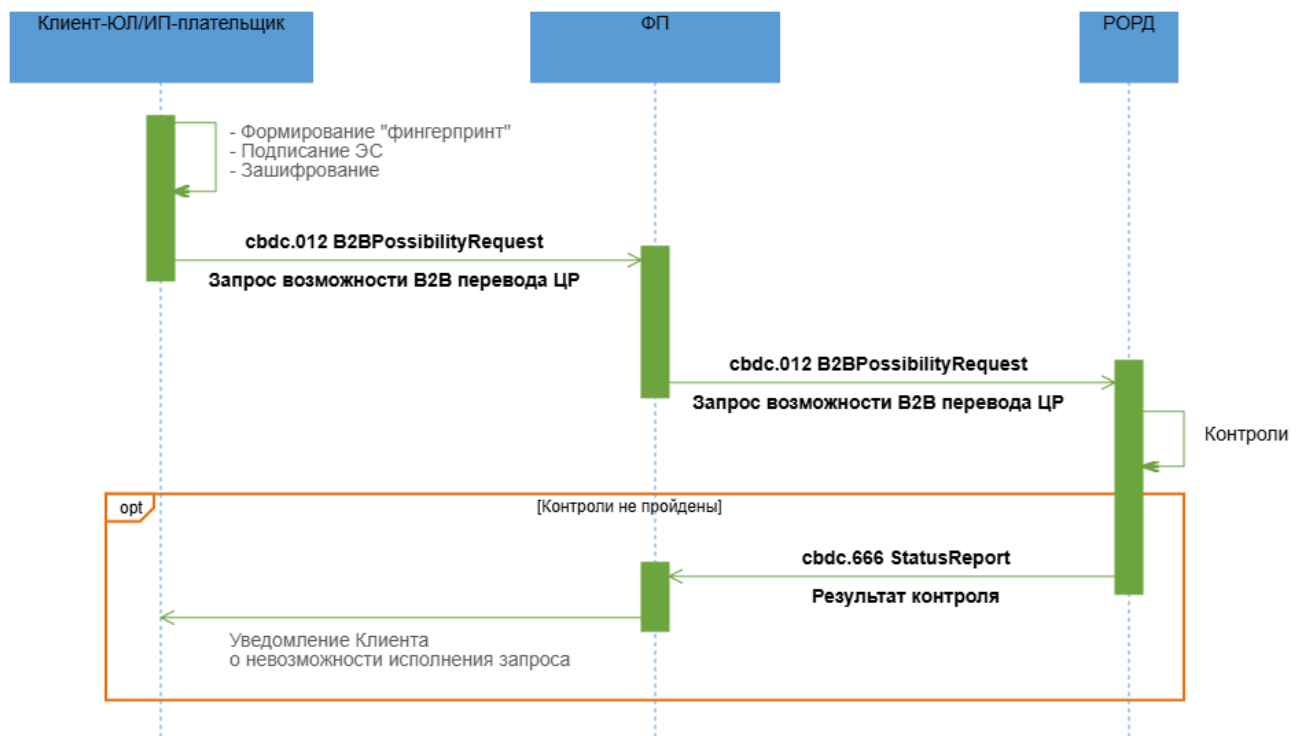 Клиент-ЮЛ/ИП-плательщик
ФП
РОРД
- Формирование "фингерпринт"
- Подписание ЭС
- Зашифрование
cbdc.012 B2BPossibilityRequest
Запрос возможности B2B перевода ЦР
cbdc.012 B2BPossibilityRequest
Запрос возможности B2B перевода ЦР
Контроли
opt
[Контроли не пройдены]
cbdc.666 StatusReport
Результат контроля
Уведомление Клиента
о невозможности исполнения запроса